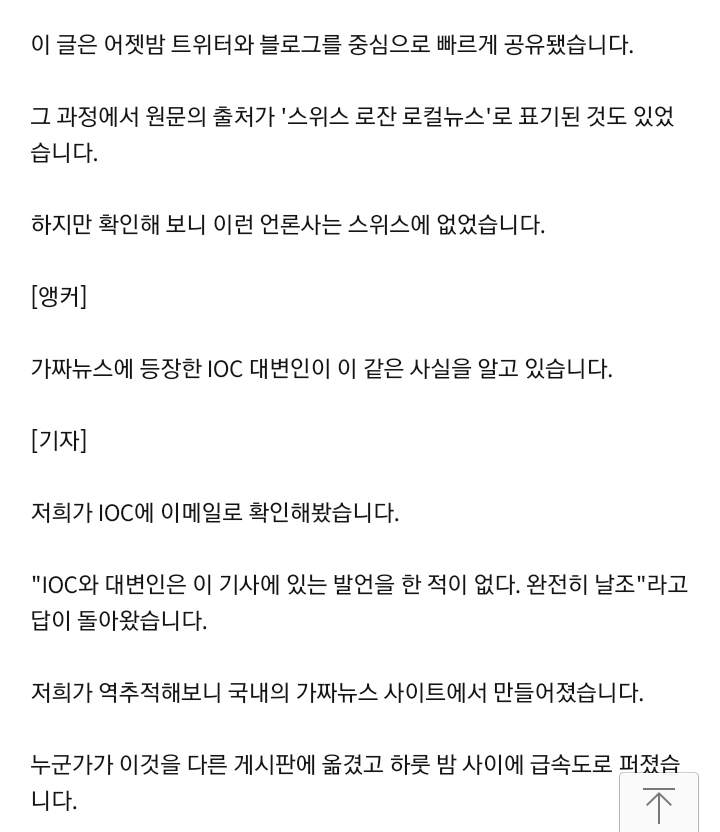 이 글은 어젯밤 트위터와 블로그를 중심으로 빠르게 공유됐습니다.
그 과정에서 원문의 출처가 '스위스 로잔 로컬뉴스'로 표기된 것도 있었
습니다.
하지만 확인해 보니 이런 언론사는 스위스에 없었습니다.
[앵커]
가짜뉴스에 등장한 IOC 대변인이 이 같은 사실을 알고 있습니다.
[기자]
저희가 IOC에 이메일로 확인해봤습니다.
"IOC와 대변인은 이 기사에 있는 발언을 한 적이 없다. 완전히 날조"라고
답이 돌아왔습니다.
저희가 역추적해보니 국내의 가짜뉴스 사이트에서 만들어졌습니다.
누군가가 이것을 다른 게시판에 옮겼고 하룻 밤 사이에 급속도로 퍼졌습
니다.